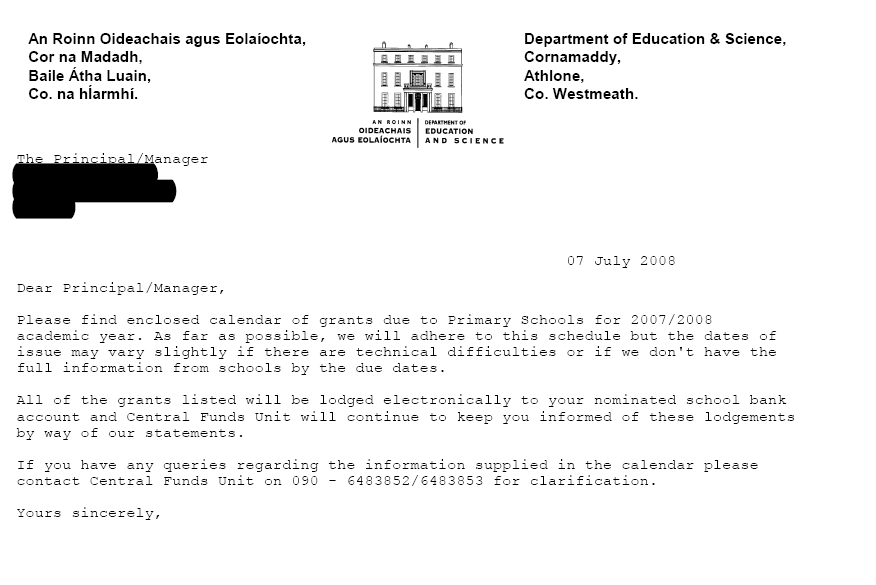 An Roinn Oideachais agus Eolaíochta,
Cor na Madadh,
Baile Átha Luain,
Co. na hÍarmhí.
AN ROINN
OIDEACHAIS
AGUS EOLAÍOCHTA
DEPARTMENT OF
EDUCATION
AND SCIENCE
Department of Education & Science,
Cornamaddy,
Athlone,
Co. Westmeath.
The Principal/Manager
07 July 2008
Dear Principal/Manager,
Please find enclosed calendar of grants due to Primary Schools for 2007/2008
academic year. As far as possible, we will adhere to this schedule but the dates of
issue may vary slightly if there are technical difficulties or if we don't have the
full information from schools by the due dates.
All of the grants listed will be lodged electronically to your nominated school bank
account and Central Funds Unit will continue to keep you informed of these lodgements
by way of our statements.
If you have any queries regarding the information supplied in the calendar please
contact Central Funds Unit on 090 - 6483852/6483853 for clarification.
Yours sincerely,